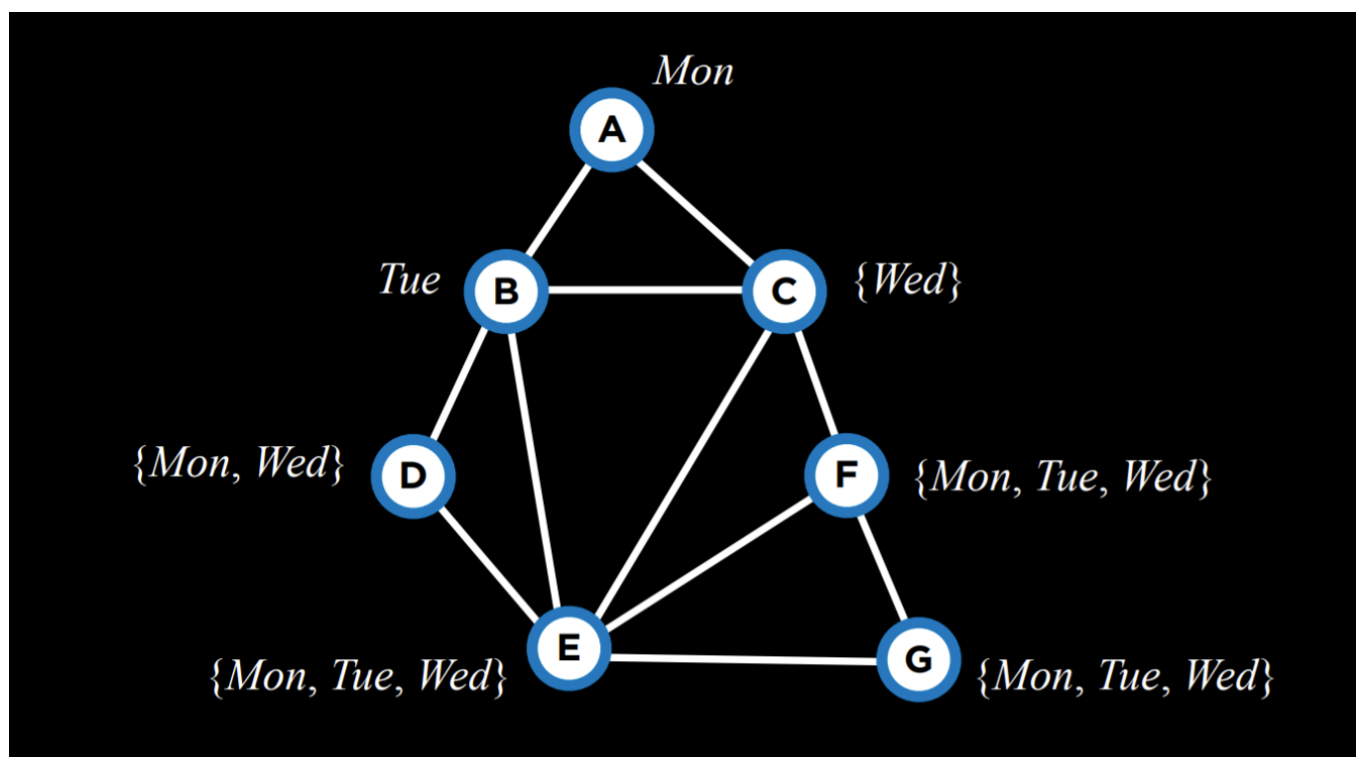 Mon
A
Tue
B
C
{Wed}
{Mon, Wed}
D
F
{Mon, Tue, Wed}
{Mon, Tue, Wed}
E
G
{Mon, Tue, Wed}